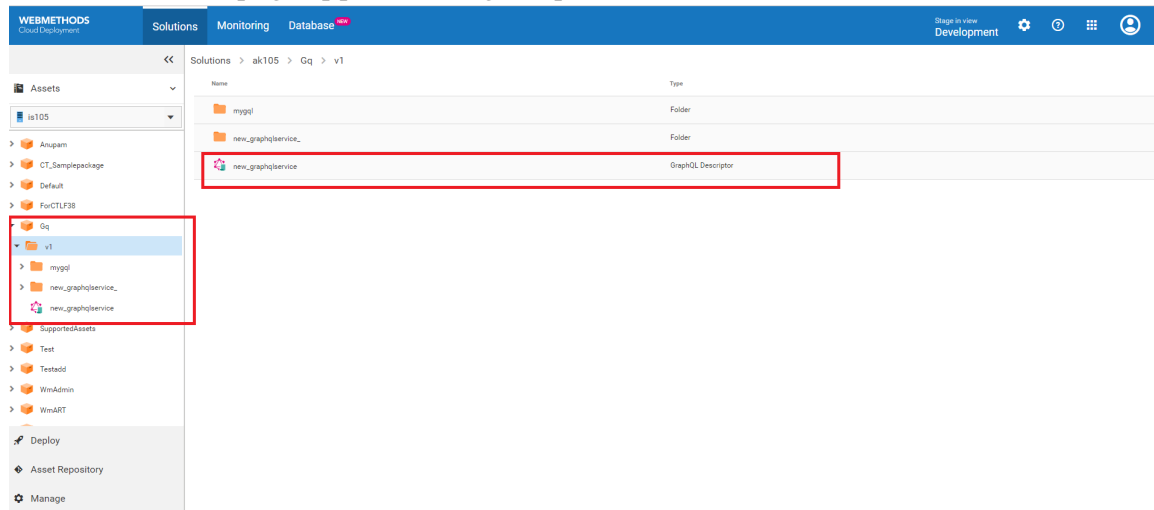 WEBMETHODS
Cloud Deployment
Solutions
Monitoring
Database NEW
Stage in view
Development
Solutions > ak105 > Gq > v1
Assets
is105
Anupam
CT_Samplepackage
Default
ForCTLF38
Gq
v1
mygql
new_graphqlservice_
new_graphqlservice
SupportedAssets
Test
Testadd
WmAdmin
WmART
Deploy
Asset Repository
Manage
Name Type
mygql Folder
new_graphqlservice_ Folder
new_graphqlservice GraphQL Descriptor